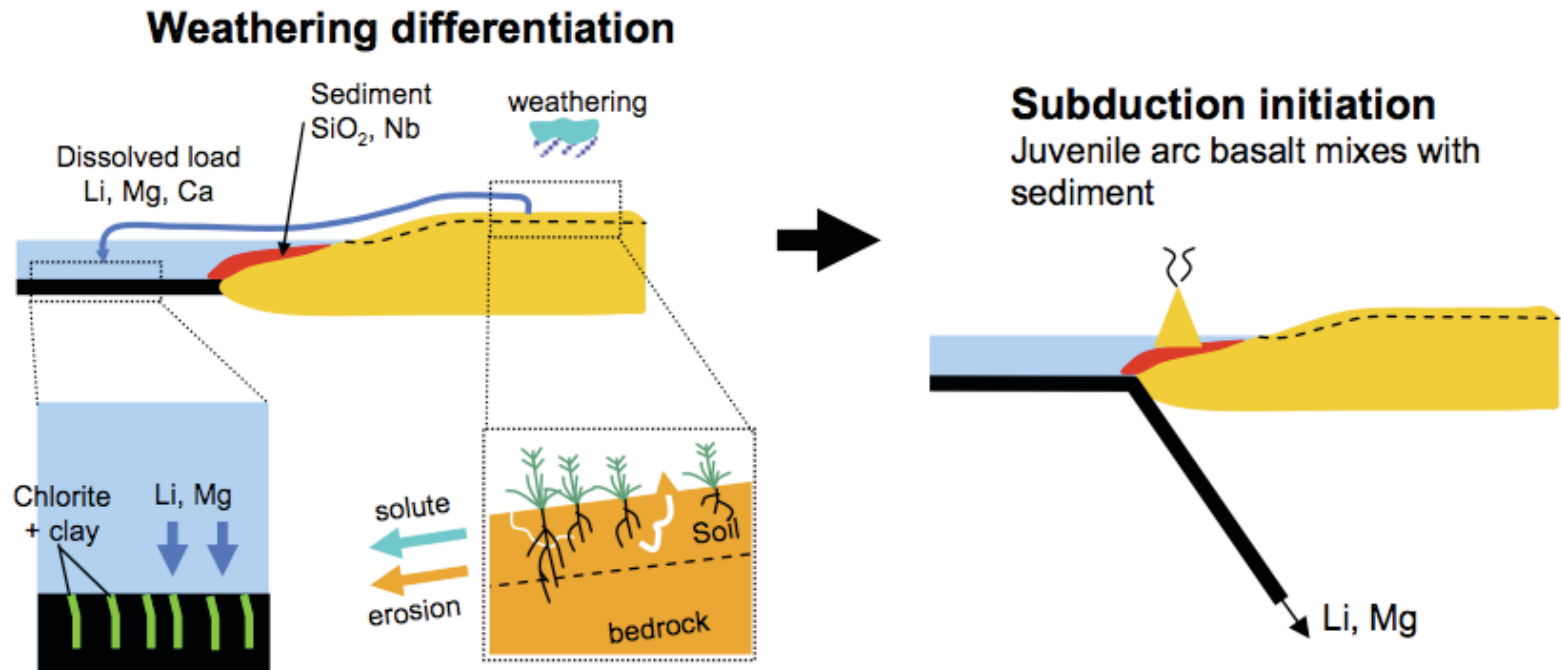 Weathering differentiation
Sediment
SiO₂, Nb
weathering
Dissolved load
Li, Mg, Ca
Chlorite
+ clay
Li, Mg
solute
erosion
Soil
bedrock
Subduction initiation
Juvenile arc basalt mixes with
sediment
Li, Mg